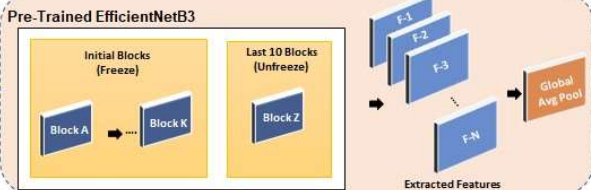 Pre-Trained EfficientNetB3
Initial Blocks
(Freeze)
Last 10 Blocks
(Unfreeze)
Block A
....
Block K
Block Z
F-1
F-2
F-3
....
F-N
Extracted Features
Global
Avg Pool